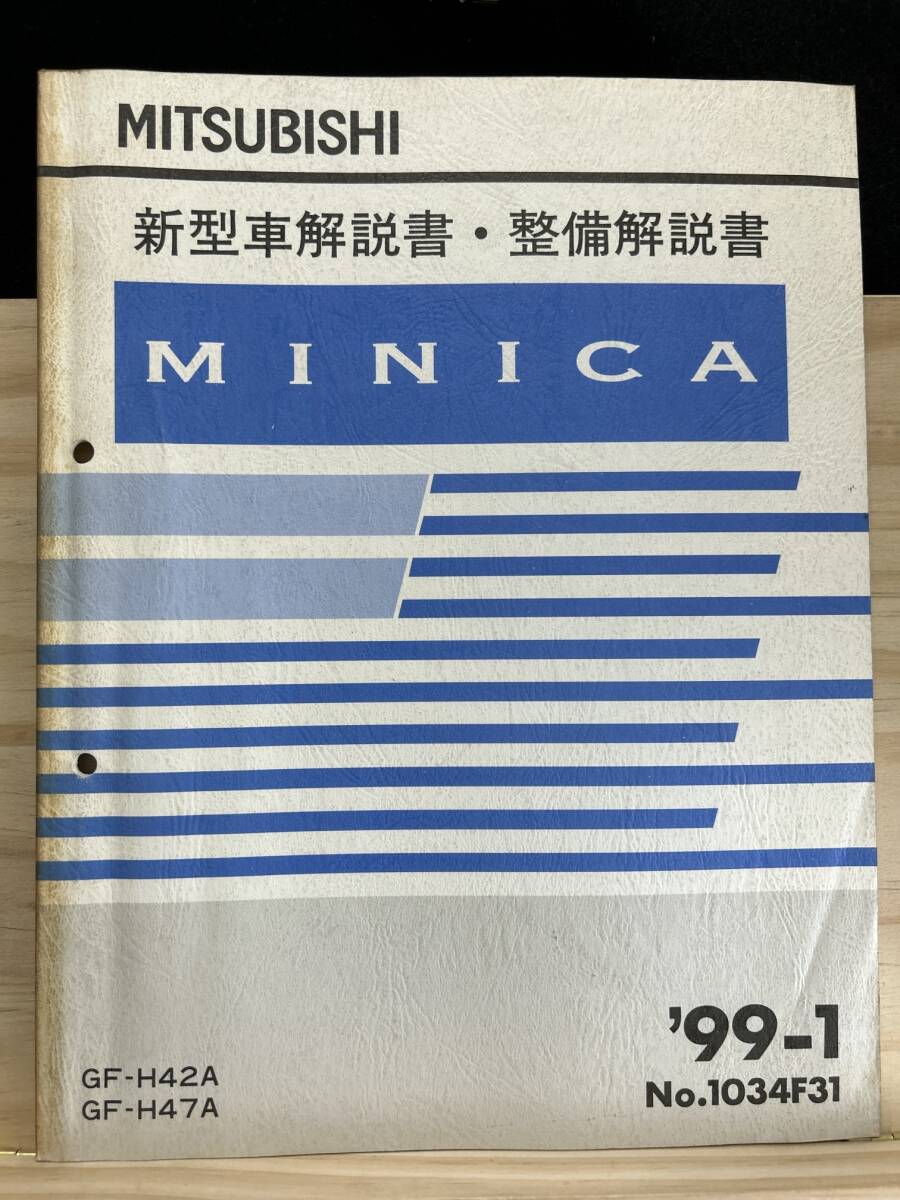 MITSUBISHI
新型車解説書・整備解説書
MINICA
'99-1
No.1034F31
GF-H42A
GF-H47A